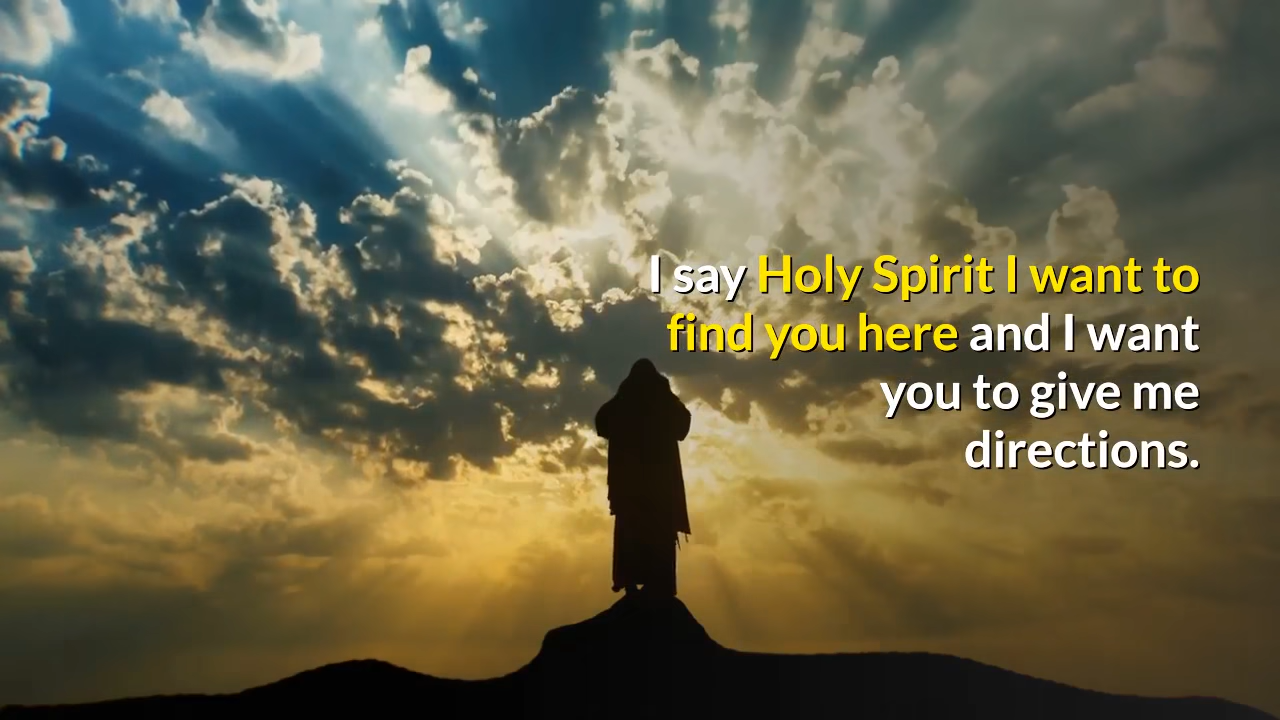 I say Holy Spirit I want to
find you here and I want
you to give me
directions.